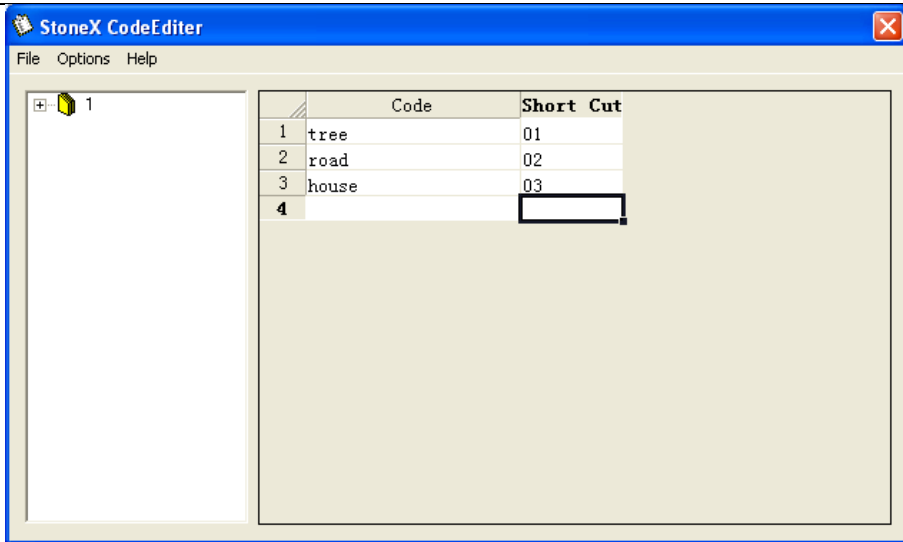 StoneX CodeEditer
File Options Help
1
Code Short Cut
1 tree 01
2 road 02
3 house 03
4